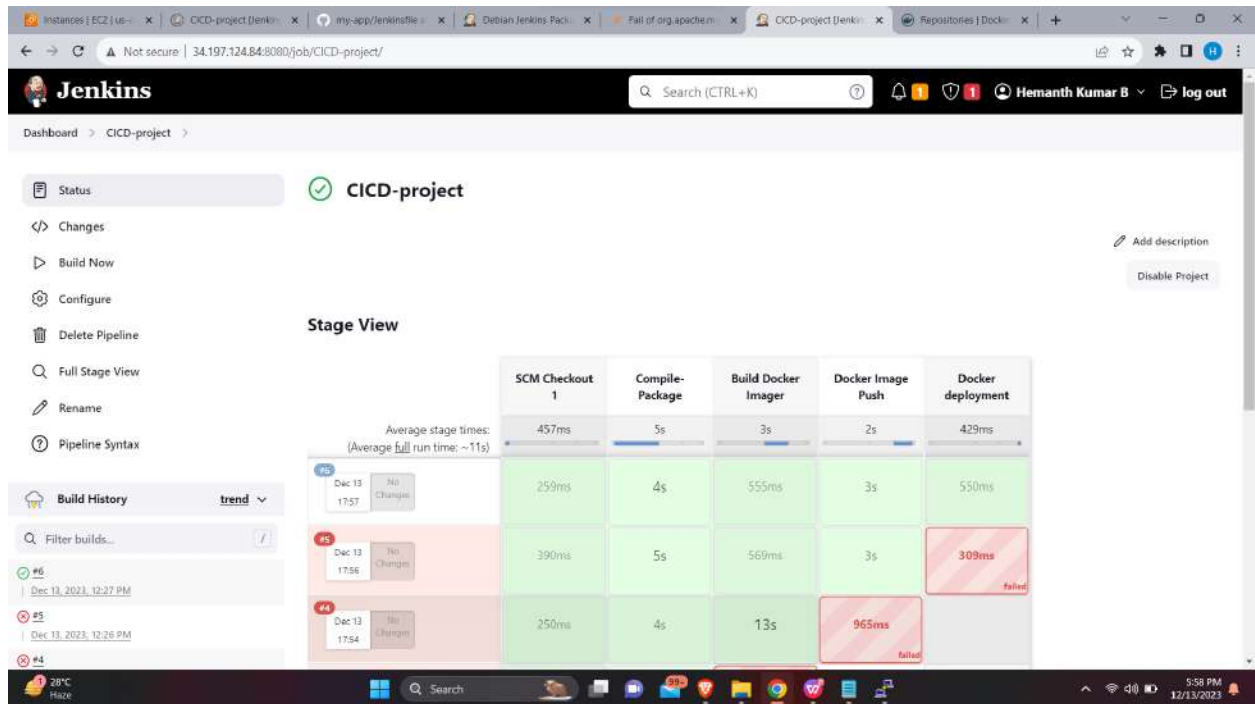 Instances | EC2 | us-
CICD-project [Jenkin
my-app/Jenkinsfile
Debian Jenkins Pack
Fail of org.apache.m
CICD-project [Jenkin
Repositories | Docke
Not secure | 34.197.124.84:8080/job/CICD-project/
H
Jenkins
Search (CTRL+K)
1
1
Hemanth Kumar B
log out
Dashboard > CICD-project >
Status
Changes
Build Now
Configure
Delete Pipeline
Full Stage View
Rename
Pipeline Syntax
Build History
trend
Filter builds...
/
#6
Dec 13, 2023, 12:27 PM
#5
Dec 13, 2023, 12:26 PM
#4
CICD-project
Add description
Disable Project
Stage View
SCM Checkout
1
Compile-
Package
Build Docker
Imager
Docker Image
Push
Docker
deployment
Average stage times:
(Average full run time: ~11s)
457ms
5s
3s
2s
429ms
#6
Dec 13
17:57
No
Changes
259ms
4s
555ms
3s
550ms
#5
Dec 13
17:56
No
Changes
390ms
5s
569ms
3s
309ms
failed
#4
Dec 13
17:54
No
Changes
250ms
4s
13s
965ms
failed
1
28°C
Haze
Search
99+
5:58 PM
12/13/2023